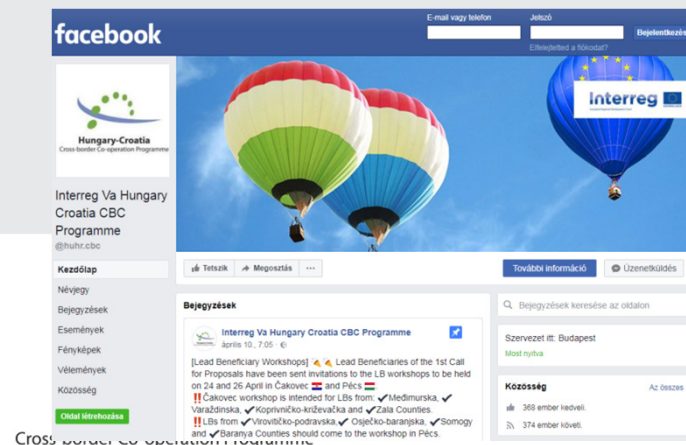 facebook
E-mail vagy telefon
Jelszó
Bejelentkezés
Elfelejtetted a fiókodat?
Hungary-Croatia
Cross-border Co-operation Programme
Interreg
Interreg Va Hungary
Croatia CBC
Programme
@huhr.cbc
Kezdőlap
Névjegy
Bejegyzések
Események
Fényképek
Vélemények
Közösség
Oldal létrehozása
Tetszik
Megosztás
További információ
Üzenetküldés
Bejegyzések
Interreg Va Hungary Croatia CBC Programme
április 10., 7:05 ·
[Lead Beneficiary Workshops] Lead Beneficiaries of the 1st Call
for Proposals have been sent invitations to the LB workshops to be held
on 24 and 26 April in Čakovec and Pécs
‼Čakovec workshop is intended for LBs from: ✔Međimurska, ✔
Varaždinska, ✔Koprivničko-križevačka and ✔Zala Counties.
‼LBs from ✔Virovitičko-podravska,✔ Osječko-baranjska, ✔Somogy
and ✔Baranya Counties should come to the workshop in Pécs.
Bejegyzések keresése az oldalon
Szervezet itt: Budapest
Most nyitva
Közösség
Az összes
368 ember kedveli.
374 ember követi.
Cross-border Co-operation Programme